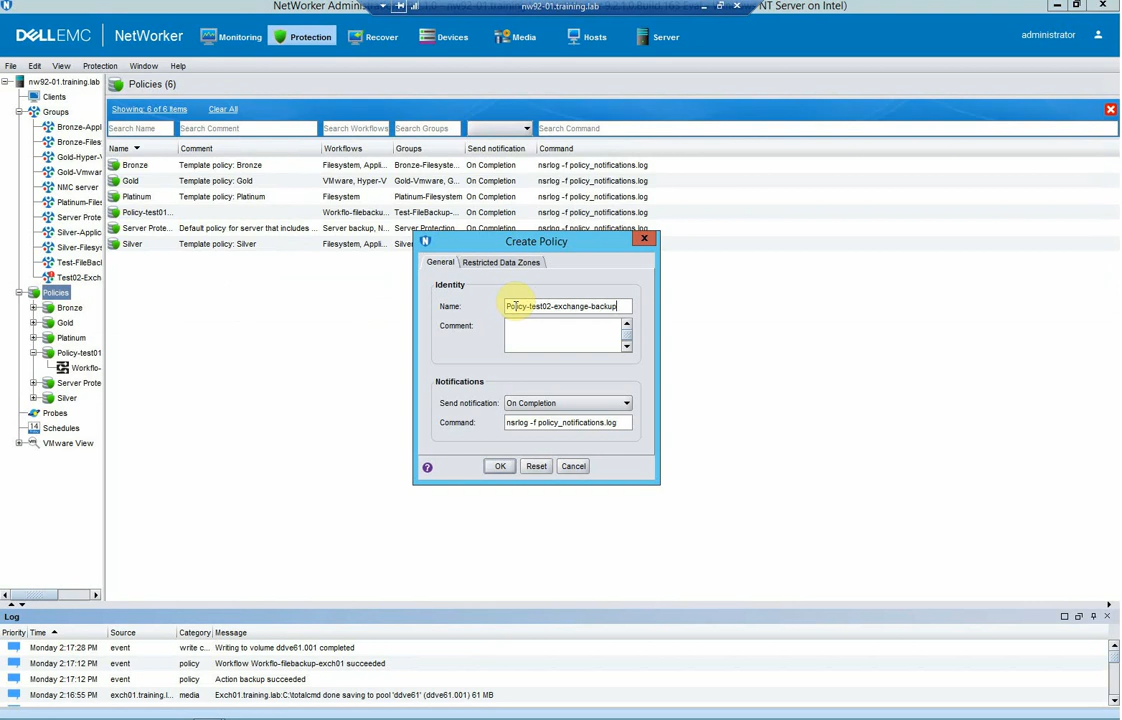 NetWorker Admini
nw92-01.training.lab
NT Server on Intel)
DELLEMC NetWorker Monitoring Protection Recover Devices Media Hosts Server administrator
File Edit View Protection Window Help
nw92-01.training.lab
Clients
Groups
Bronze-Appl
Bronze-Files
Gold-Hyper-V
Gold-Vmwar
NMC server
Platinum-Files
Server Prote
Silver-Applic
Silver-Filesys
Test-FileBacl
Test02-Exch
Policies
Bronze
Gold
Platinum
Policy-test01
Workflo-
Server Prote
Silver
Probes
Schedules
VMware View
Policies (6)
Showing: 6 of 6 items Clear All
Search Name Search Comment Search Workflows Search Groups Search Command
Name Comment Workflows Groups Send notification Command
Bronze Template policy: Bronze Filesystem, Appli... Bronze-Filesyste... On Completion nsrlog -f policy_notifications.log
Gold Template policy: Gold VMware, Hyper-V Gold-Vmware, G... On Completion nsrlog -f policy_notifications.log
Platinum Template policy: Platinum Filesystem Platinum-Filesystem On Completion nsrlog -f policy_notifications.log
Policy-test01... Workflo-filebacku... Test-FileBackup-... On Completion nsrlog -f policy_notifications.log
Server Prote... Default policy for server that includes ... Server backup, N... Server Protection On Completion nsrlog -f policy_notifications.log
Silver Template policy: Silver Filesystem, Appli... Silver
Create Policy
General Restricted Data Zones
Identity
Name: Policy-test02-exchange-backup
Comment:
Notifications
Send notification: On Completion
Command: nsrlog -f policy_notifications.log
OK Reset Cancel
Log
Priority Time Source Category Message
Monday 2:17:28 PM event write c... Writing to volume ddve61.001 completed
Monday 2:17:12 PM event policy Workflow Workflo-filebackup-exch01 succeeded
Monday 2:17:12 PM event policy Action backup succeeded
Monday 2:16:55 PM exch01.training.l... media Exch01.training.lab:C:\totalcmd done saving to pool 'ddve61' (ddve61.001) 61 MB